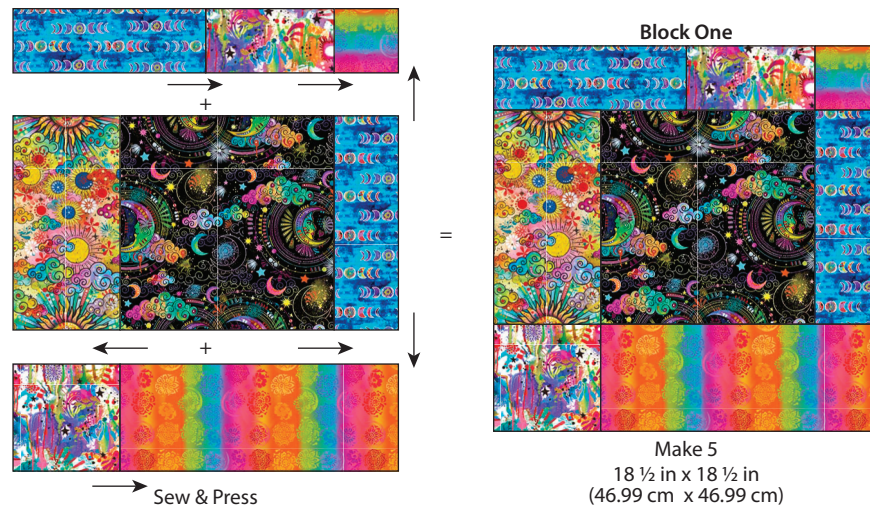 Block One
+
+
=
Sew & Press
Make 5
18 ½ in x 18 ½ in
(46.99 cm x 46.99 cm)